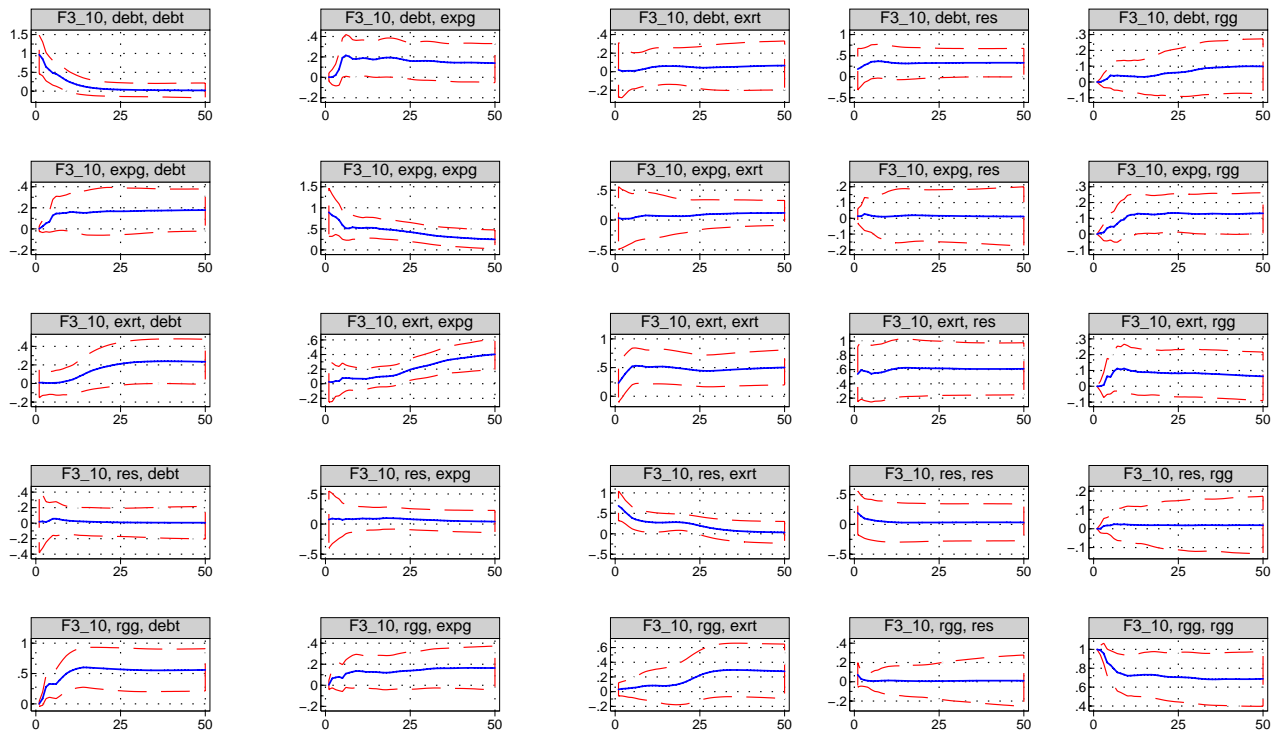 F3_10, debt, debt
1.5
1
.5
0
0 25 50
F3_10, debt, expg
.4
.2
0
−.2
0 25 50
F3_10, debt, exrt
.4
.2
0
−.2
0 25 50
F3_10, debt, res
1
.5
0
−.5
0 25 50
F3_10, debt, rgg
.3
.2
.1
0
−.1
0 25 50
F3_10, expg, debt
.4
.2
0
−.2
0 25 50
F3_10, expg, expg
1.5
1
.5
0
0 25 50
F3_10, expg, exrt
.5
0
−.5
0 25 50
F3_10, expg, res
.2
.1
0
−.1
−.2
0 25 50
F3_10, expg, rgg
.3
.2
.1
0
−.1
0 25 50
F3_10, exrt, debt
.4
.2
0
−.2
0 25 50
F3_10, exrt, expg
.6
.4
.2
0
−.2
0 25 50
F3_10, exrt, exrt
1
.5
0
0 25 50
F3_10, exrt, res
1
.8
.6
.4
.2
0 25 50
F3_10, exrt, rgg
.3
.2
.1
0
−.1
0 25 50
F3_10, res, debt
.4
.2
0
−.2
−.4
0 25 50
F3_10, res, expg
.5
0
−.5
0 25 50
F3_10, res, exrt
1
.5
0
−.5
0 25 50
F3_10, res, res
.5
0
−.5
0 25 50
F3_10, res, rgg
.2
.1
0
−.1
0 25 50
F3_10, rgg, debt
1
.5
0
0 25 50
F3_10, rgg, expg
.4
.2
0
−.2
0 25 50
F3_10, rgg, exrt
.6
.4
.2
0
−.2
0 25 50
F3_10, rgg, res
.4
.2
0
−.2
0 25 50
F3_10, rgg, rgg
1
.8
.6
.4
0 25 50